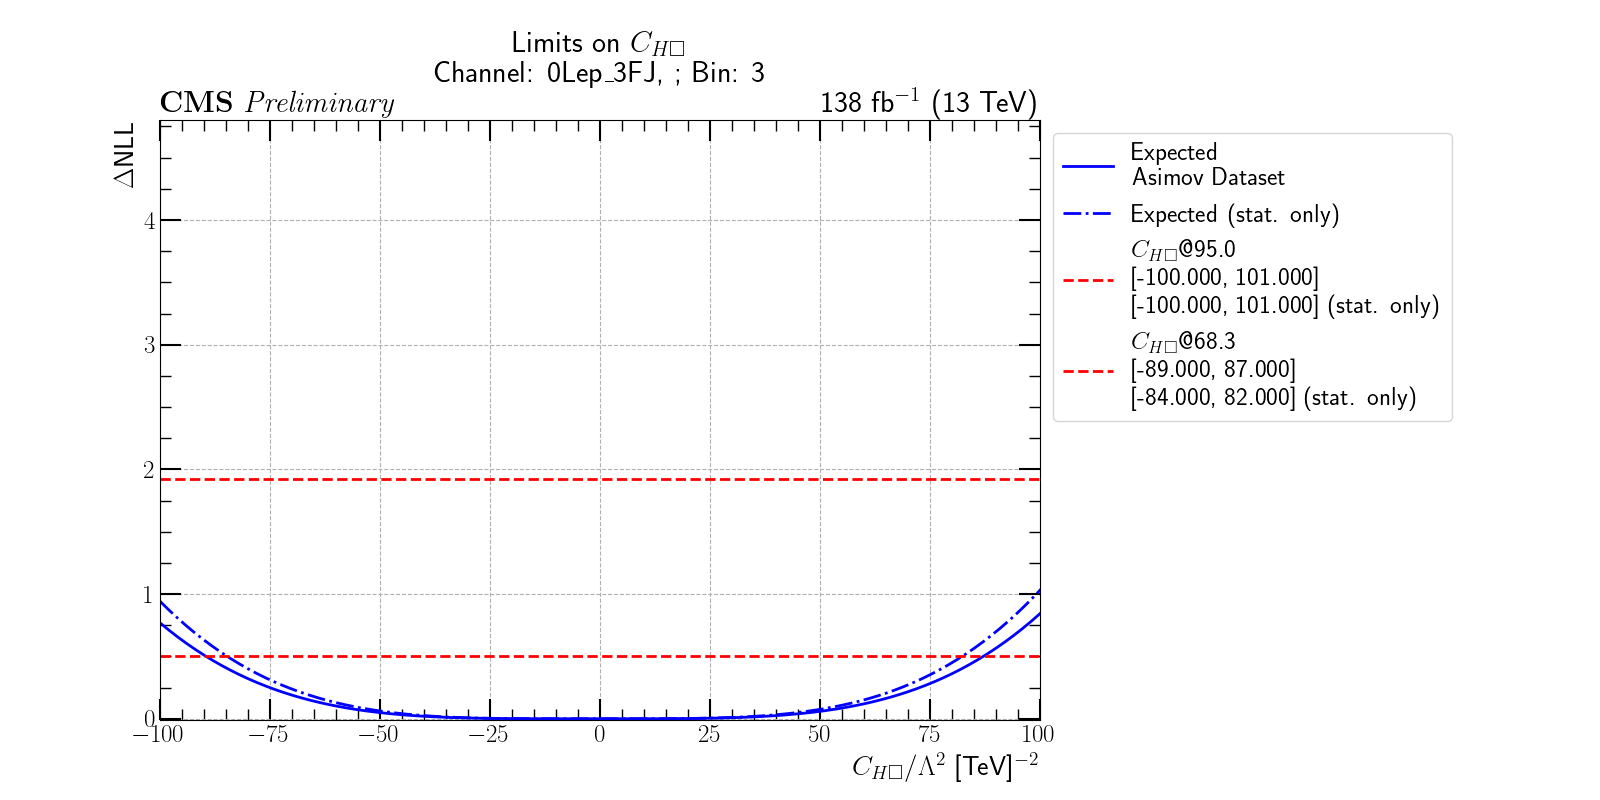 Limits on C_{H□}
Channel: 0Lep_3FJ, ; Bin: 3
CMS Preliminary
138 fb⁻¹ (13 TeV)
ΔNLL
4
3
2
1
0
−100 −75 −50 −25 0 25 50 75 100
C_{H□}/Λ² [TeV]⁻²
Expected
Asimov Dataset
Expected (stat. only)
C_{H□}@95.0
[-100.000, 101.000]
[-100.000, 101.000] (stat. only)
C_{H□}@68.3
[-89.000, 87.000]
[-84.000, 82.000] (stat. only)